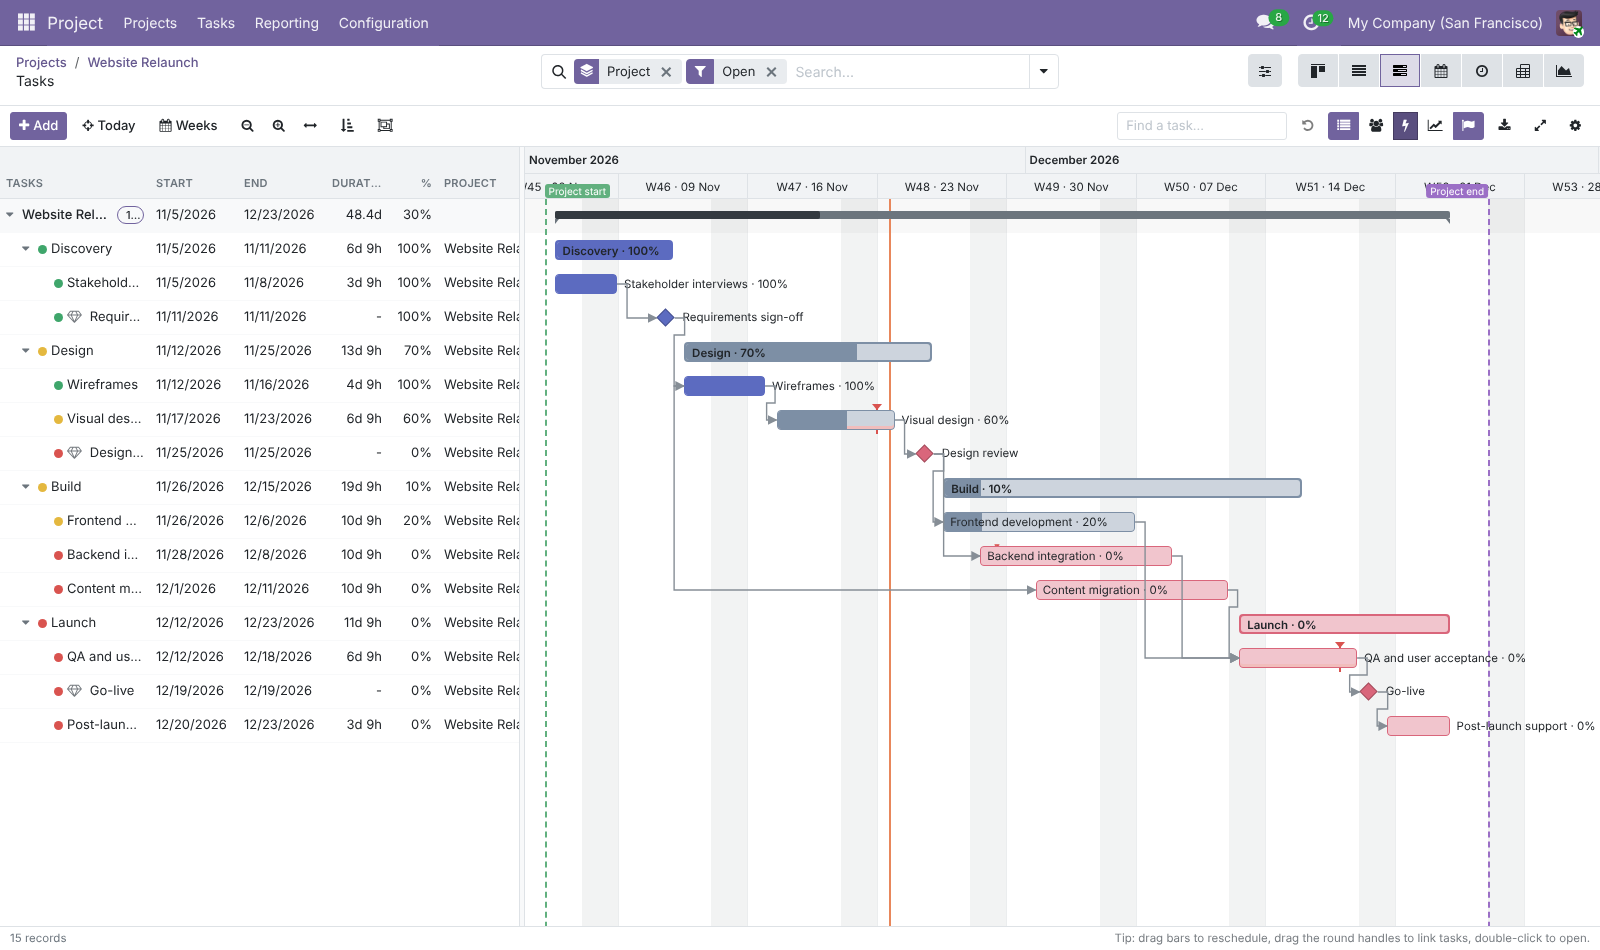 Project Projects Tasks Reporting Configuration 8 12 My Company (San Francisco)
Projects / Website Relaunch
Tasks
Project Open Search...
Add Today Weeks Find a task...
November 2026 December 2026
TASKS START END DURAT... % PROJECT
W46 · 09 Nov W47 · 16 Nov W48 · 23 Nov W49 · 30 Nov W50 · 07 Dec W51 · 14 Dec W53 · 28
Project start Project end
Website Rel... 1... 11/5/2026 12/23/2026 48.4d 30%
Discovery 11/5/2026 11/11/2026 6d 9h 100% Website Rela
Discovery · 100%
Stakehold... 11/5/2026 11/8/2026 3d 9h 100% Website Rela
Stakeholder interviews · 100%
Requir... 11/11/2026 11/11/2026 - 100% Website Rela
Requirements sign-off
Design 11/12/2026 11/25/2026 13d 9h 70% Website Rela
Design · 70%
Wireframes 11/12/2026 11/16/2026 4d 9h 100% Website Rela
Wireframes · 100%
Visual des... 11/17/2026 11/23/2026 6d 9h 60% Website Rela
Visual design · 60%
Design... 11/25/2026 11/25/2026 - 0% Website Rela
Design review
Build 11/26/2026 12/15/2026 19d 9h 10% Website Rela
Build · 10%
Frontend ... 11/26/2026 12/6/2026 10d 9h 20% Website Rela
Frontend development · 20%
Backend i... 11/28/2026 12/8/2026 10d 9h 0% Website Rela
Backend integration · 0%
Content m... 12/1/2026 12/11/2026 10d 9h 0% Website Rela
Content migration · 0%
Launch 12/12/2026 12/23/2026 11d 9h 0% Website Rela
Launch · 0%
QA and us... 12/12/2026 12/18/2026 6d 9h 0% Website Rela
QA and user acceptance · 0%
Go-live 12/19/2026 12/19/2026 - 0% Website Rela
Go-live
Post-laun... 12/20/2026 12/23/2026 3d 9h 0% Website Rela
Post-launch support · 0%
15 records
Tip: drag bars to reschedule, drag the round handles to link tasks, double-click to open.